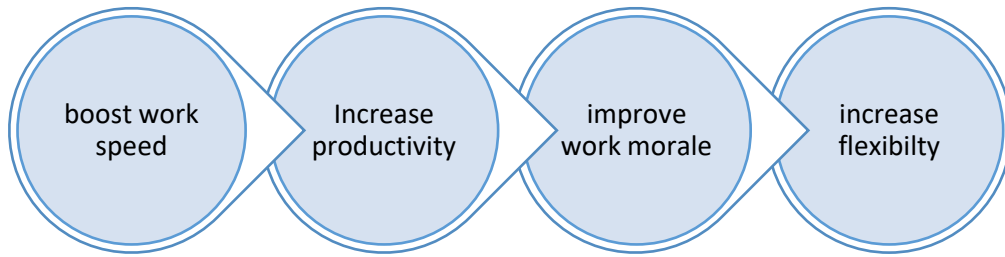 boost work
speed
Increase
productivity
improve
work morale
increase
flexibilty